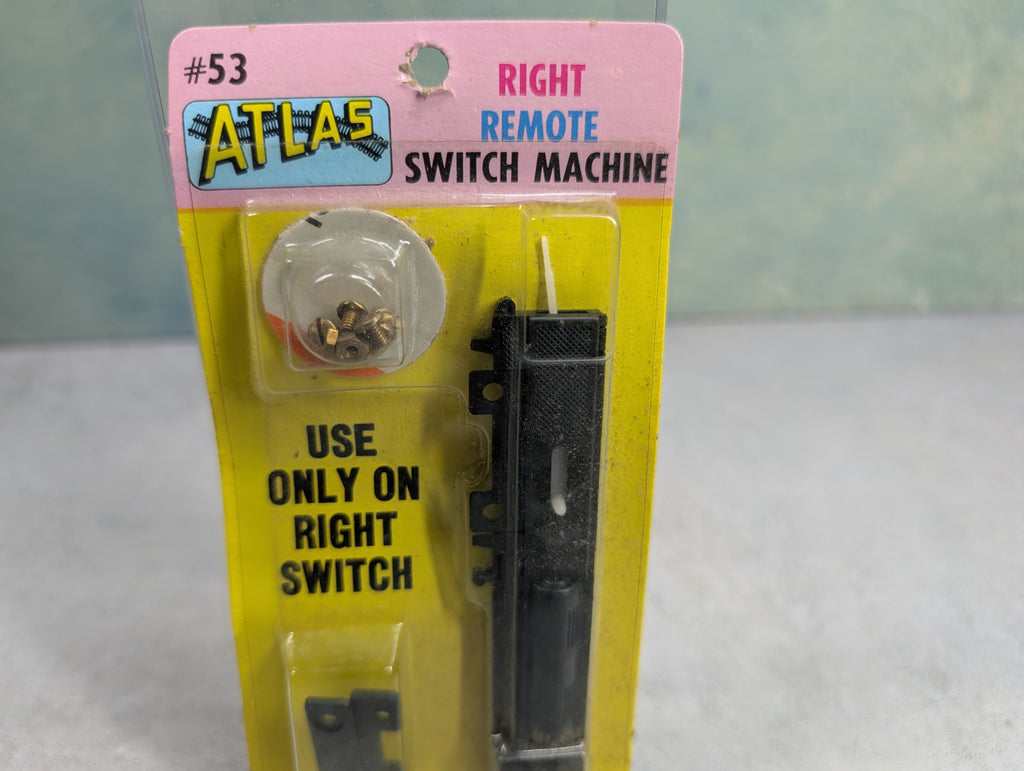 #53
ATLAS
RIGHT
REMOTE
SWITCH MACHINE
USE
ONLY ON
RIGHT
SWITCH